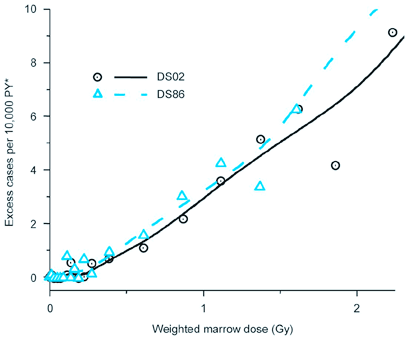 Excess cases per 10,000 PY*
10
8
6
4
2
0
DS02
DS86
0
1
2
Weighted marrow dose (Gy)